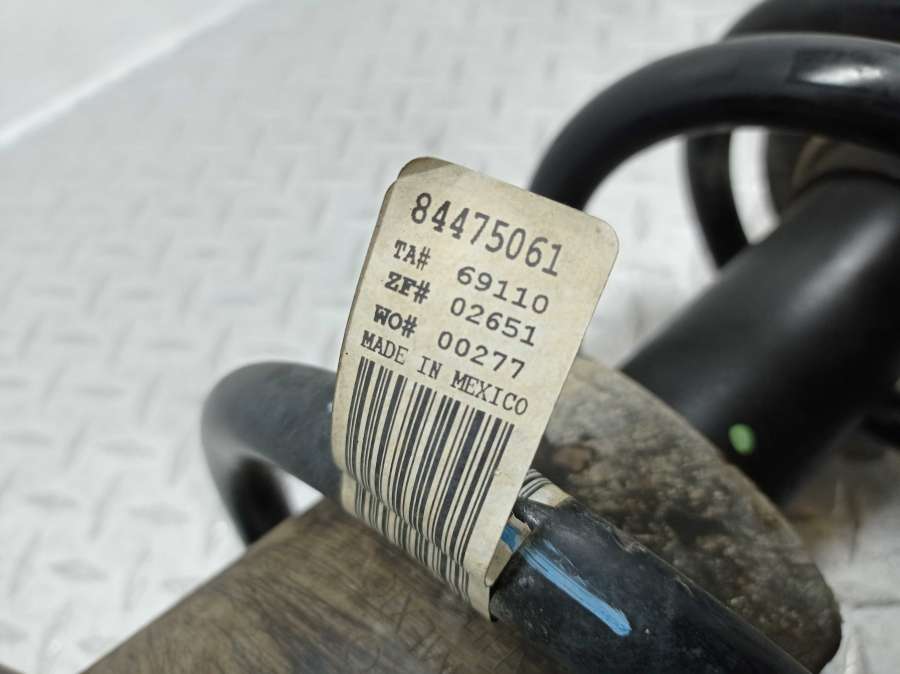 84475061
TA# 69110
ZF# 02651
WO# 00277
MADE IN MEXICO